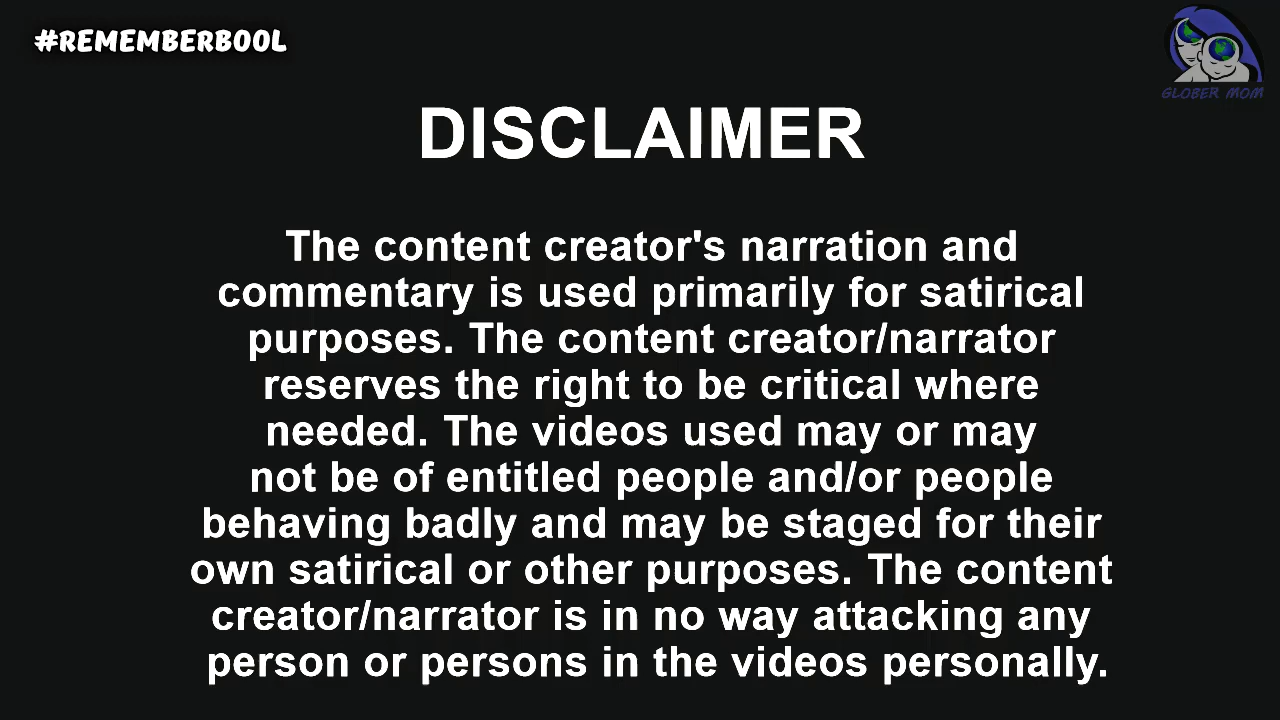 #REMEMBERBOOL
GLOBER MOM
DISCLAIMER
The content creator's narration and
commentary is used primarily for satirical
purposes. The content creator/narrator
reserves the right to be critical where
needed. The videos used may or may
not be of entitled people and/or people
behaving badly and may be staged for their
own satirical or other purposes. The content
creator/narrator is in no way attacking any
person or persons in the videos personally.